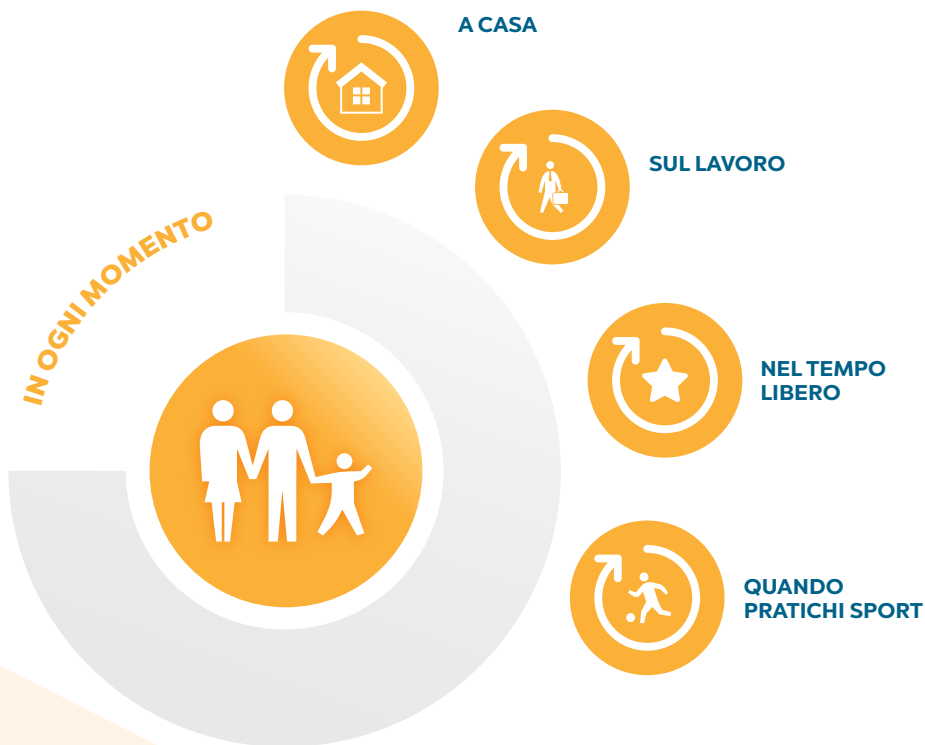 A CASA
SUL LAVORO
IN OGNI MOMENTO
NEL TEMPO
LIBERO
QUANDO
PRATICHI SPORT